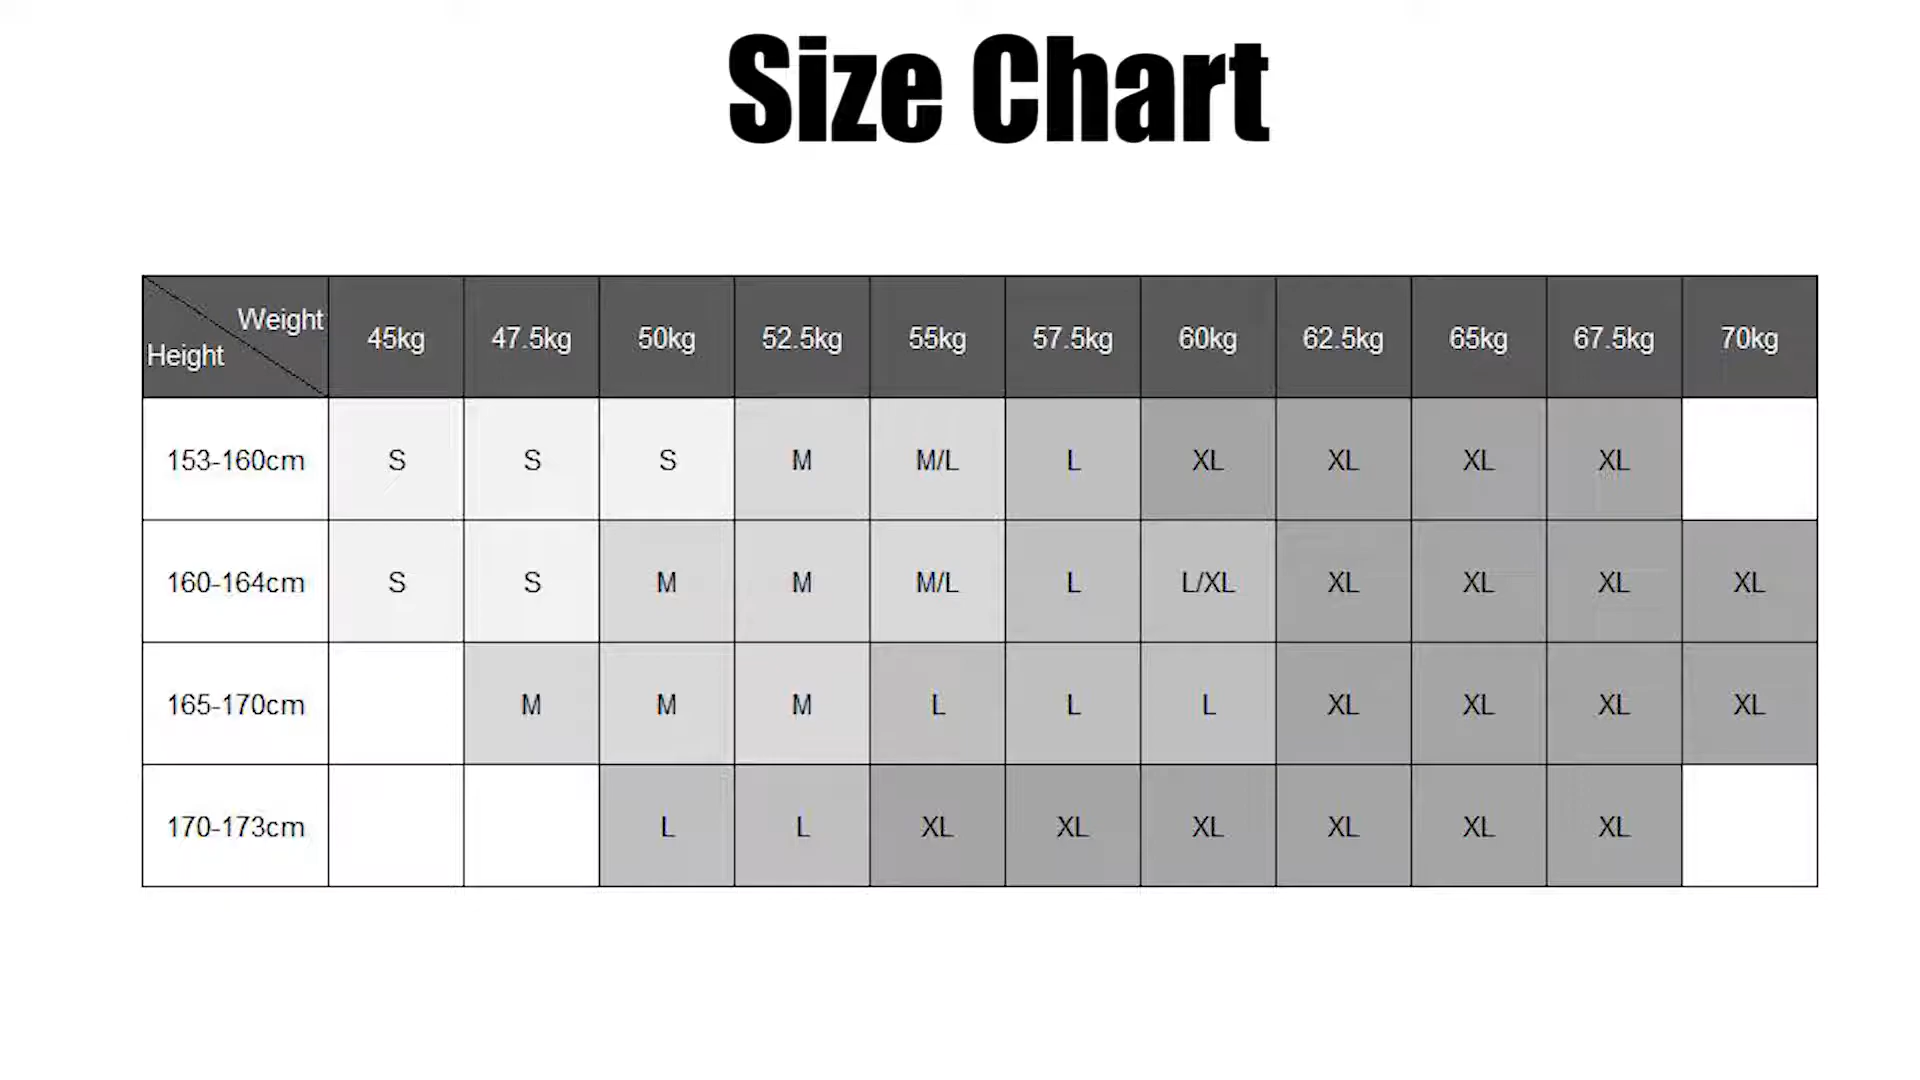 Size Chart
Weight
Height 45kg 47.5kg 50kg 52.5kg 55kg 57.5kg 60kg 62.5kg 65kg 67.5kg 70kg
153-160cm S S S M M/L L XL XL XL XL
160-164cm S S M M M/L L L/XL XL XL XL XL
165-170cm M M M L L L XL XL XL XL
170-173cm L L XL XL XL XL XL XL